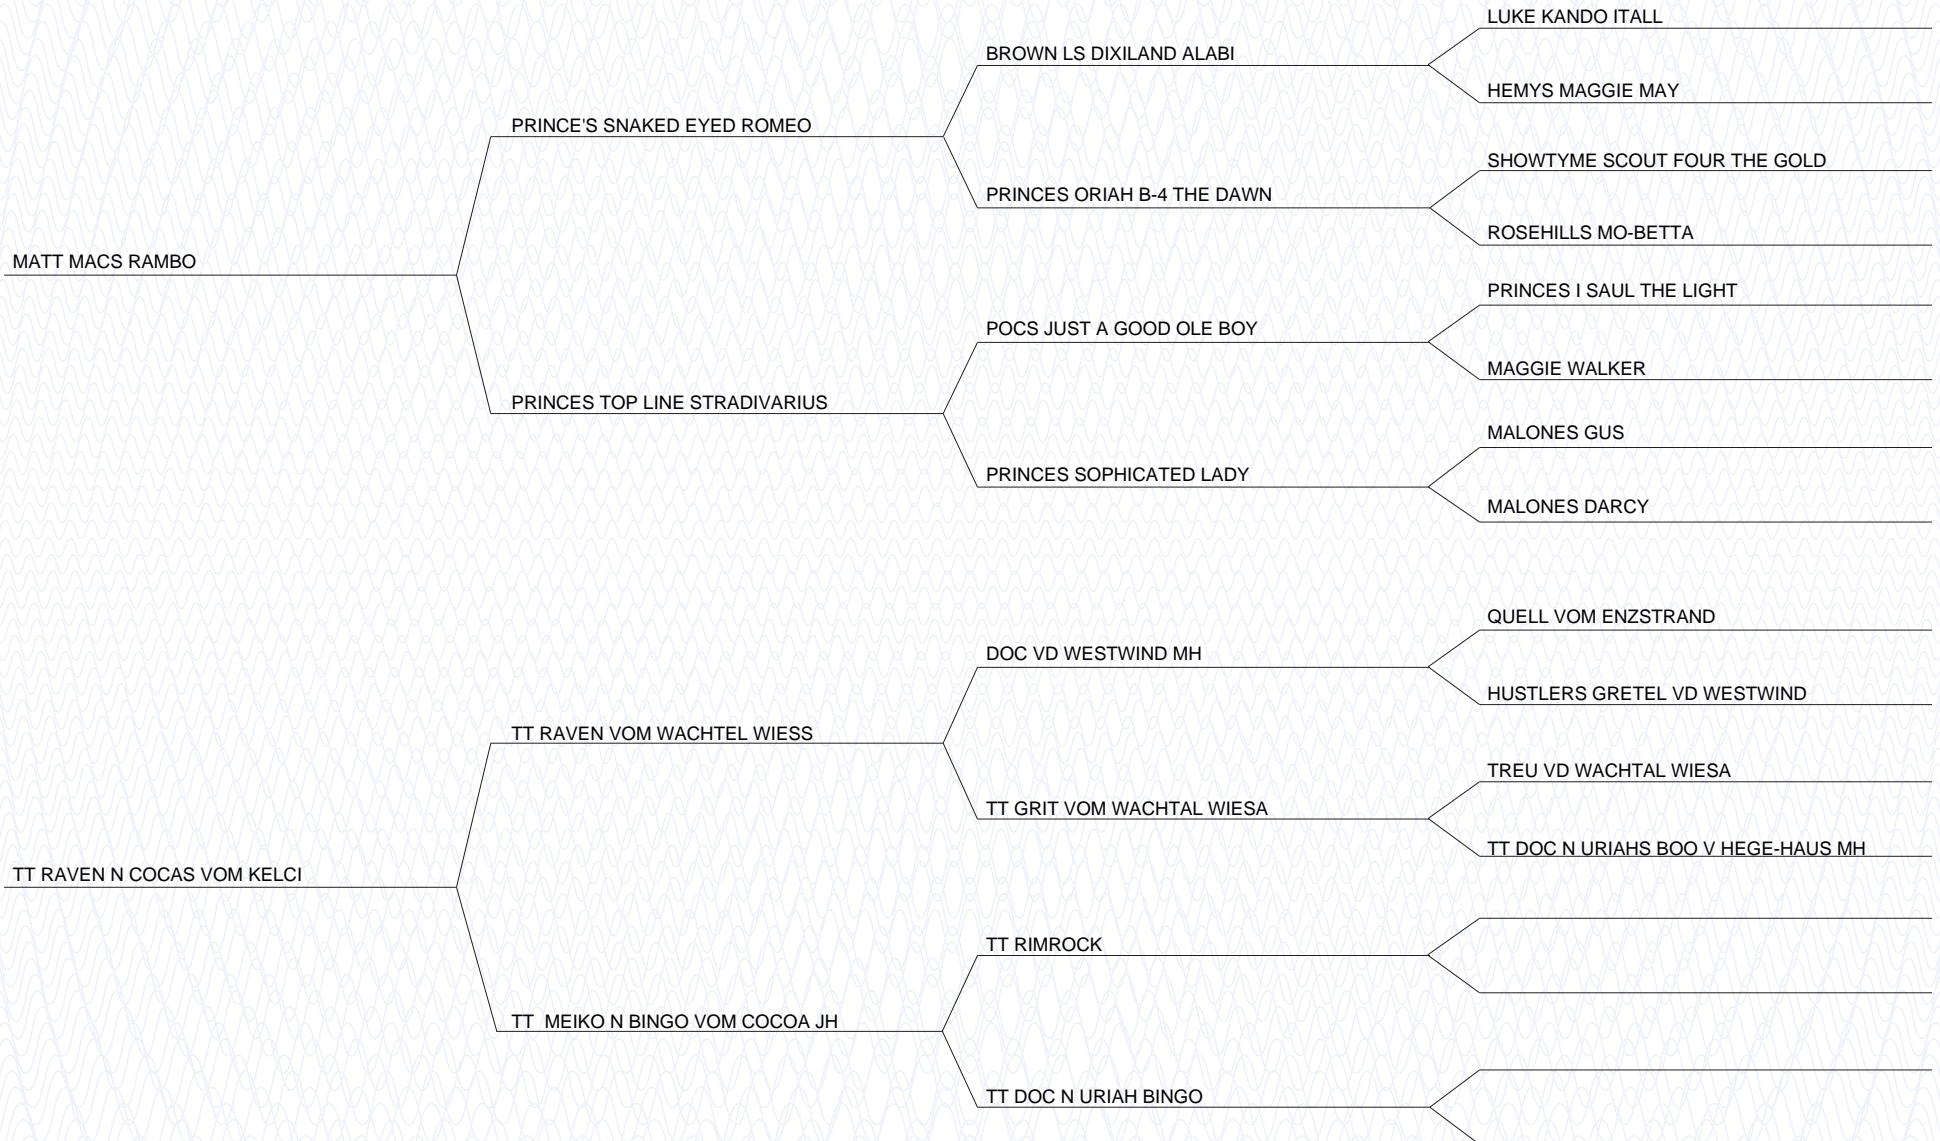 LUKE KANDO ITALL
BROWN LS DIXILAND ALABI
HEMYS MAGGIE MAY
PRINCE'S SNAKED EYED ROMEO
SHOWTYME SCOUT FOUR THE GOLD
PRINCES ORIAH B-4 THE DAWN
ROSEHILLS MO-BETTA
MATT MACS RAMBO
PRINCES I SAUL THE LIGHT
POCS JUST A GOOD OLE BOY
MAGGIE WALKER
PRINCES TOP LINE STRADIVARIUS
MALONES GUS
PRINCES SOPHICATED LADY
MALONES DARCY
QUELL VOM ENZSTRAND
DOC VD WESTWIND MH
HUSTLERS GRETEL VD WESTWIND
TT RAVEN VOM WACHTEL WIESS
TREU VD WACHTAL WIESA
TT GRIT VOM WACHTAL WIESA
TT DOC N URIAHS BOO V HEGE-HAUS MH
TT RAVEN N COCAS VOM KELCI
TT RIMROCK
TT  MEIKO N BINGO VOM COCOA JH
TT DOC N URIAH BINGO